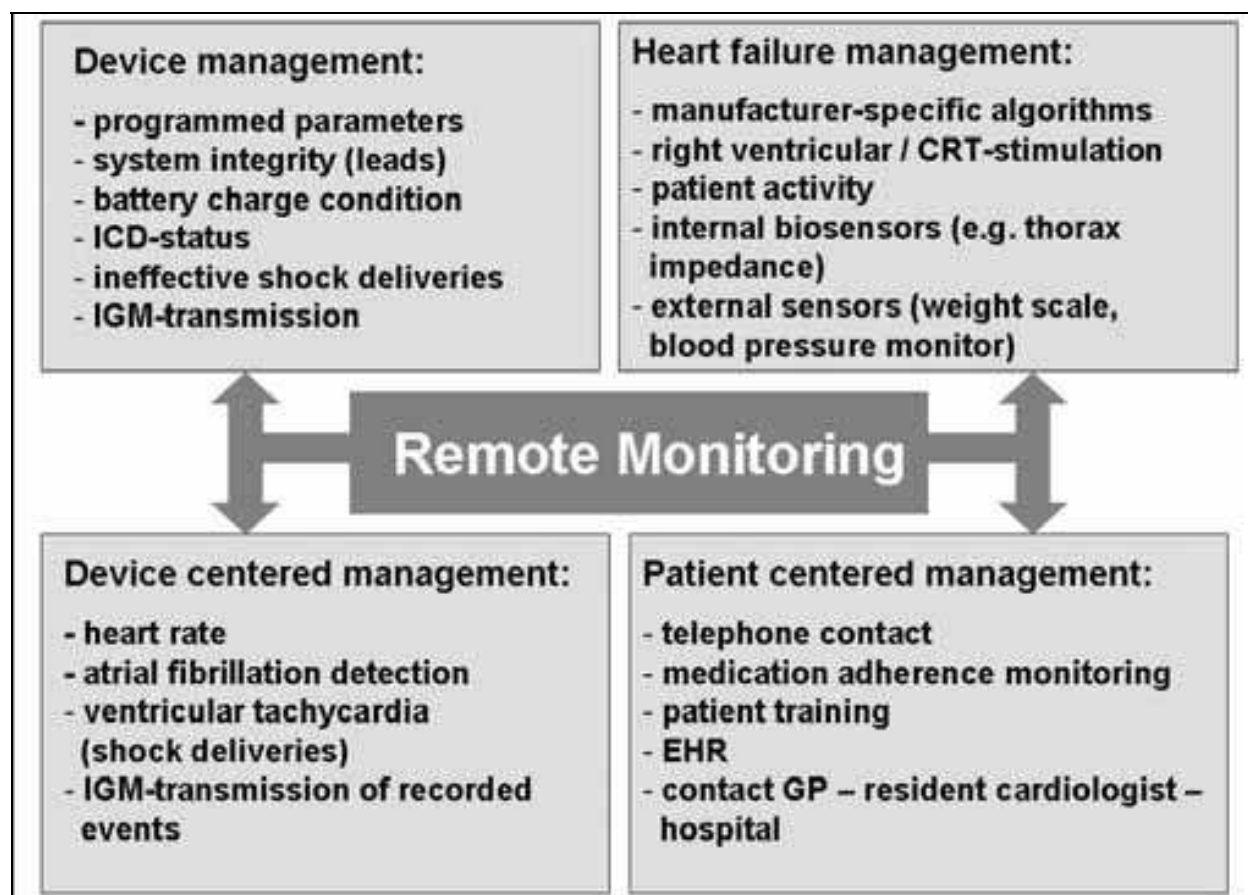 Device management:
- programmed parameters
- system integrity (leads)
- battery charge condition
- ICD-status
- ineffective shock deliveries
- IGM-transmission
Heart failure management:
- manufacturer-specific algorithms
- right ventricular / CRT-stimulation
- patient activity
- internal biosensors (e.g. thorax
impedance)
- external sensors (weight scale,
blood pressure monitor)
Remote Monitoring
Device centered management:
- heart rate
- atrial fibrillation detection
- ventricular tachycardia
(shock deliveries)
- IGM-transmission of recorded
events
Patient centered management:
- telephone contact
- medication adherence monitoring
- patient training
- EHR
- contact GP – resident cardiologist –
hospital